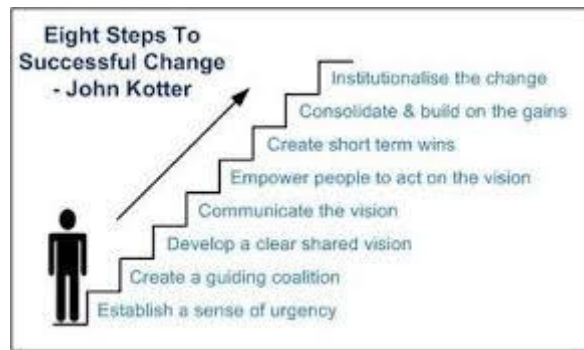 Eight Steps To
Successful Change
- John Kotter
Institutionalise the change
Consolidate & build on the gains
Create short term wins
Empower people to act on the vision
Communicate the vision
Develop a clear shared vision
Create a guiding coalition
Establish a sense of urgency